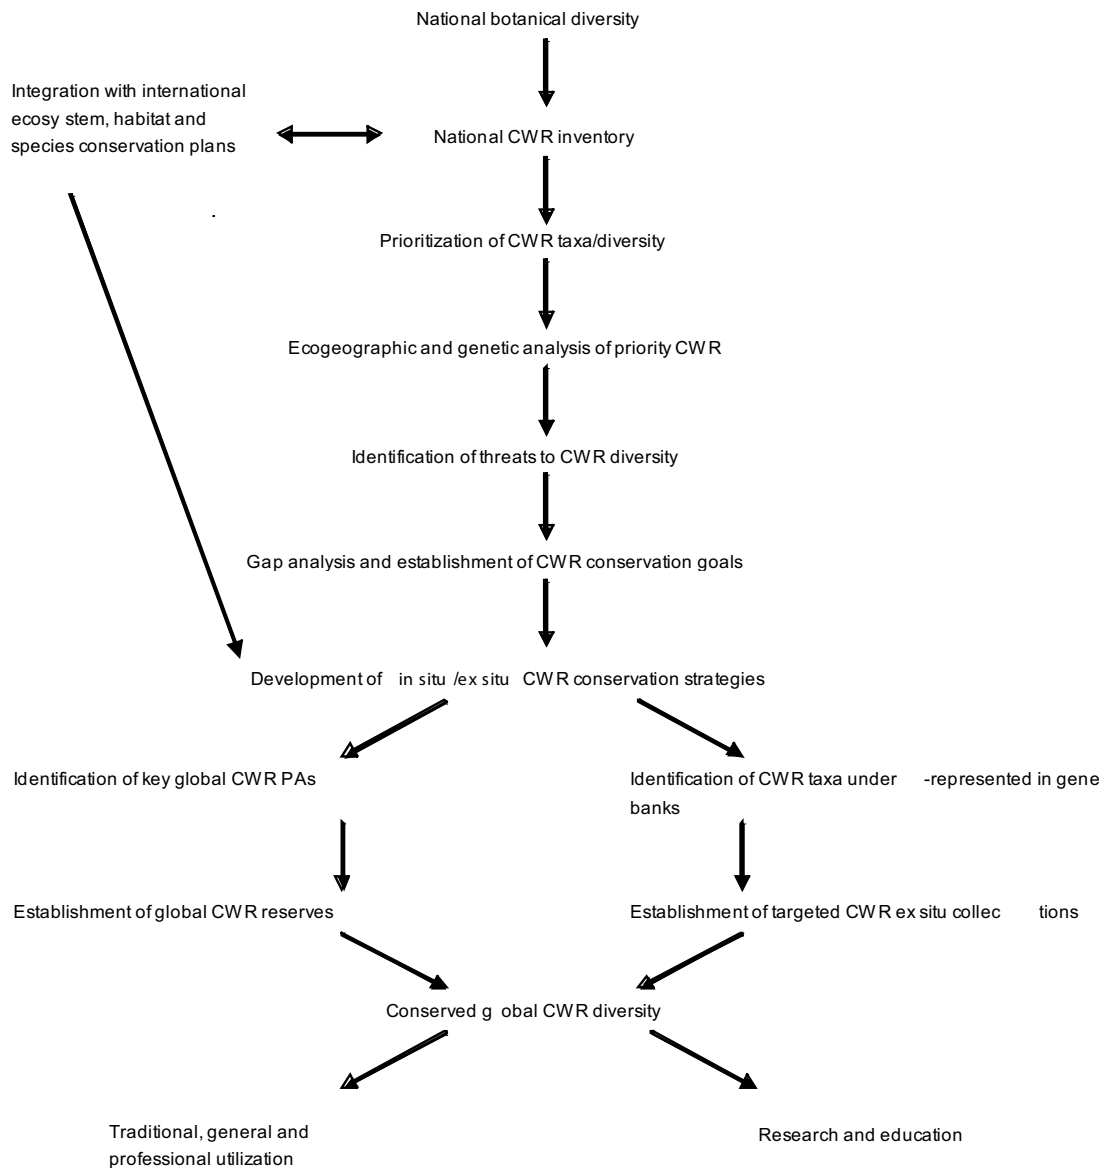 National botanical diversity
Integration with international
ecosy stem, habitat and
species conservation plans
National CWR inventory
Prioritization of CWR taxa/diversity
Ecogeographic and genetic analysis of priority CWR
Identification of threats to CWR diversity
Gap analysis and establishment of CWR conservation goals
Development of in situ /ex situ CWR conservation strategies
Identification of key global CWR PAs
Identification of CWR taxa under -represented in gene
banks
Establishment of global CWR reserves
Establishment of targeted CWR ex situ collec tions
Conserved g obal CWR diversity
Traditional, general and
professional utilization
Research and education